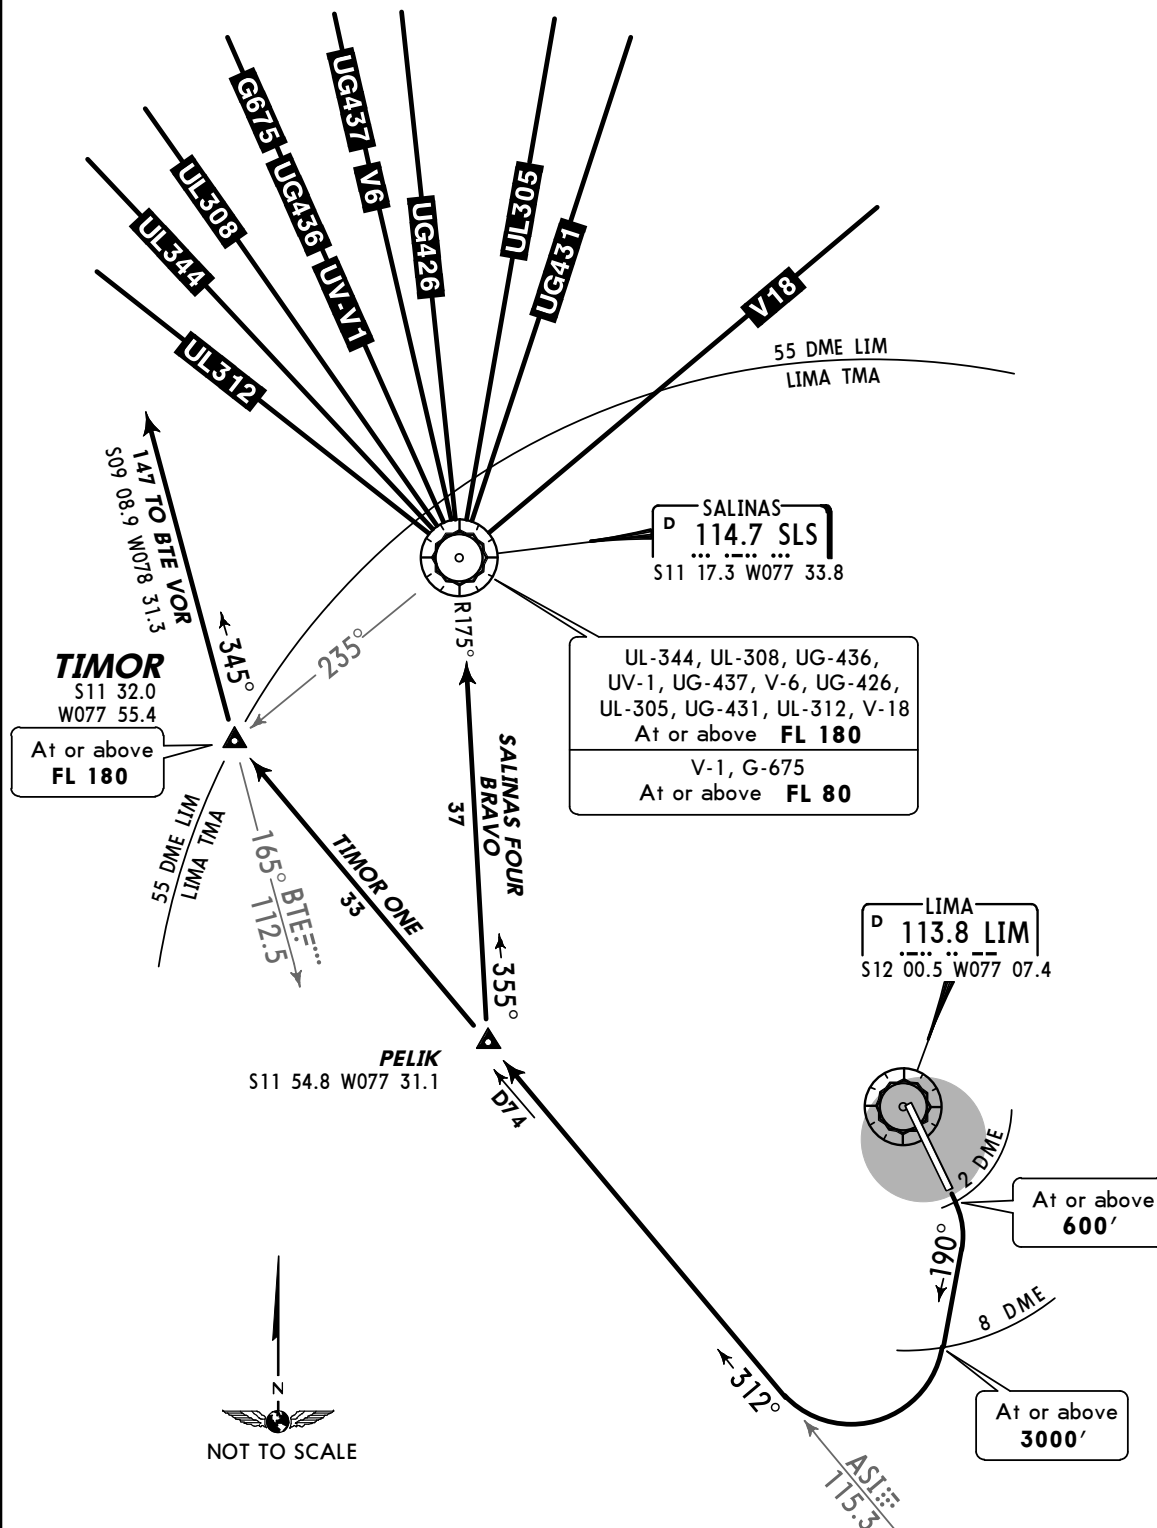 UG437
V6
G675
UG436
UV-V1
UL308
UL344
UL312
UG426
UL305
UG431
V18
55 DME LIM
LIMA TMA
147 TO BTE VOR
S09 08.9 W078 31.3
SALINAS
D 114.7 SLS
S11 17.3 W077 33.8
R175°
235°
345°
TIMOR
S11 32.0
W077 55.4
At or above
FL 180
UL-344, UL-308, UG-436,
UV-1, UG-437, V-6, UG-426,
UL-305, UG-431, UL-312, V-18
At or above FL 180
V-1, G-675
At or above FL 80
SALINAS FOUR
BRAVO
37
55 DME LIM
LIMA TMA
165° BTE
112.5
TIMOR ONE
33
355°
LIMA
D 113.8 LIM
S12 00.5 W077 07.4
PELIK
S11 54.8 W077 31.1
D74
2 DME
At or above
600'
190°
8 DME
312°
At or above
3000'
N
NOT TO SCALE
ASI
115.3